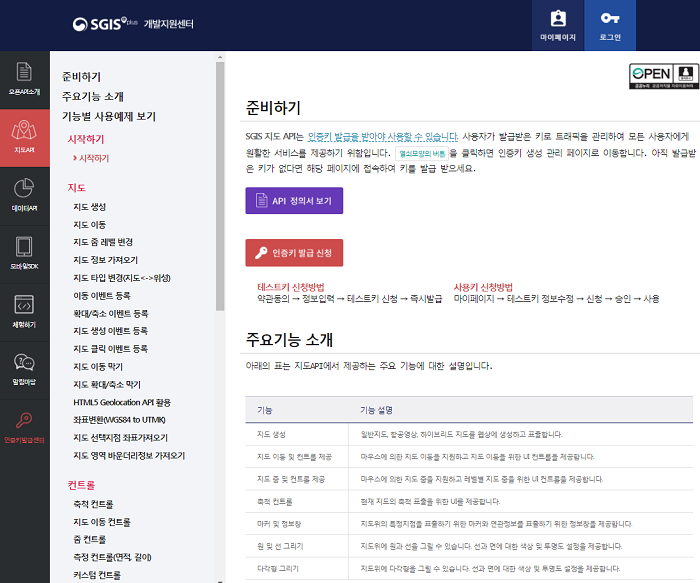 SGIS plus 개발지원센터
마이페이지
로그인
오픈API소개
지도API
데이터API
모바일SDK
체험하기
알림마당
인증키발급센터
준비하기
주요기능 소개
기능별 사용예제 보기
시작하기
> 시작하기
지도
지도 생성
지도 이동
지도 줌 레벨 변경
지도 정보 가져오기
지도 타입 변경(지도<->위성)
이동 이벤트 등록
확대/축소 이벤트 등록
지도 생성 이벤트 등록
지도 클릭 이벤트 등록
지도 이동 막기
지도 확대/축소 막기
HTML5 Geolocation API 활용
좌표변환(WGS84 to UTMK)
지도 선택지점 좌표가져오기
지도 영역 바운더리정보 가져오기
컨트롤
축척 컨트롤
지도 이동 컨트롤
줌 컨트롤
측정 컨트롤(면적, 길이)
커스텀 컨트롤
OPEN
준비하기
SGIS 지도 API는 인증키 발급을 받아야 사용할 수 있습니다. 사용자가 발급받은 키로 트래픽을 관리하여 모든 사용자에게
원활한 서비스를 제공하기 위함입니다. 열쇠모양의 버튼 을 클릭하면 인증키 생성 관리 페이지로 이동합니다. 아직 발급받
은 키가 없다면 해당 페이지에 접속하여 키를 발급 받으세요.
API 정의서 보기
인증키 발급 신청
테스트키 신청방법
약관동의 → 정보입력 → 테스트키 신청 → 즉시발급
사용키 신청방법
마이페이지 → 테스트키 정보수정 → 신청 → 승인 → 사용
주요기능 소개
아래의 표는 지도API에서 제공하는 주요 기능에 대한 설명입니다.
기능 기능 설명
지도 생성 일반지도, 항공영상, 하이브리드 지도를 웹상에 생성하고 표출합니다.
지도 이동 및 컨트롤 제공 마우스에 의한 지도 이동을 지원하고 지도 이동을 위한 UI 컨트롤을 제공합니다.
지도 줌 및 컨트롤 제공 마우스에 의한 지도 줌을 지원하고 레벨별 지도 줌을 위한 UI 컨트롤을 제공합니다.
축척 컨트롤 현재 지도의 축척 표출을 위한 UI를 제공합니다.
마커 및 정보창 지도위의 특정지점을 표출하기 위한 마커와 연관정보를 표출하기 위한 정보창을 제공합니다.
원 및 선 그리기 지도위에 원과 선을 그릴 수 있습니다. 선과 면에 대한 색상 및 투명도 설정을 제공합니다.
다각형 그리기 지도위에 다각형을 그릴 수 있습니다. 선과 면에 대한 색상 및 투명도 설정을 제공합니다.